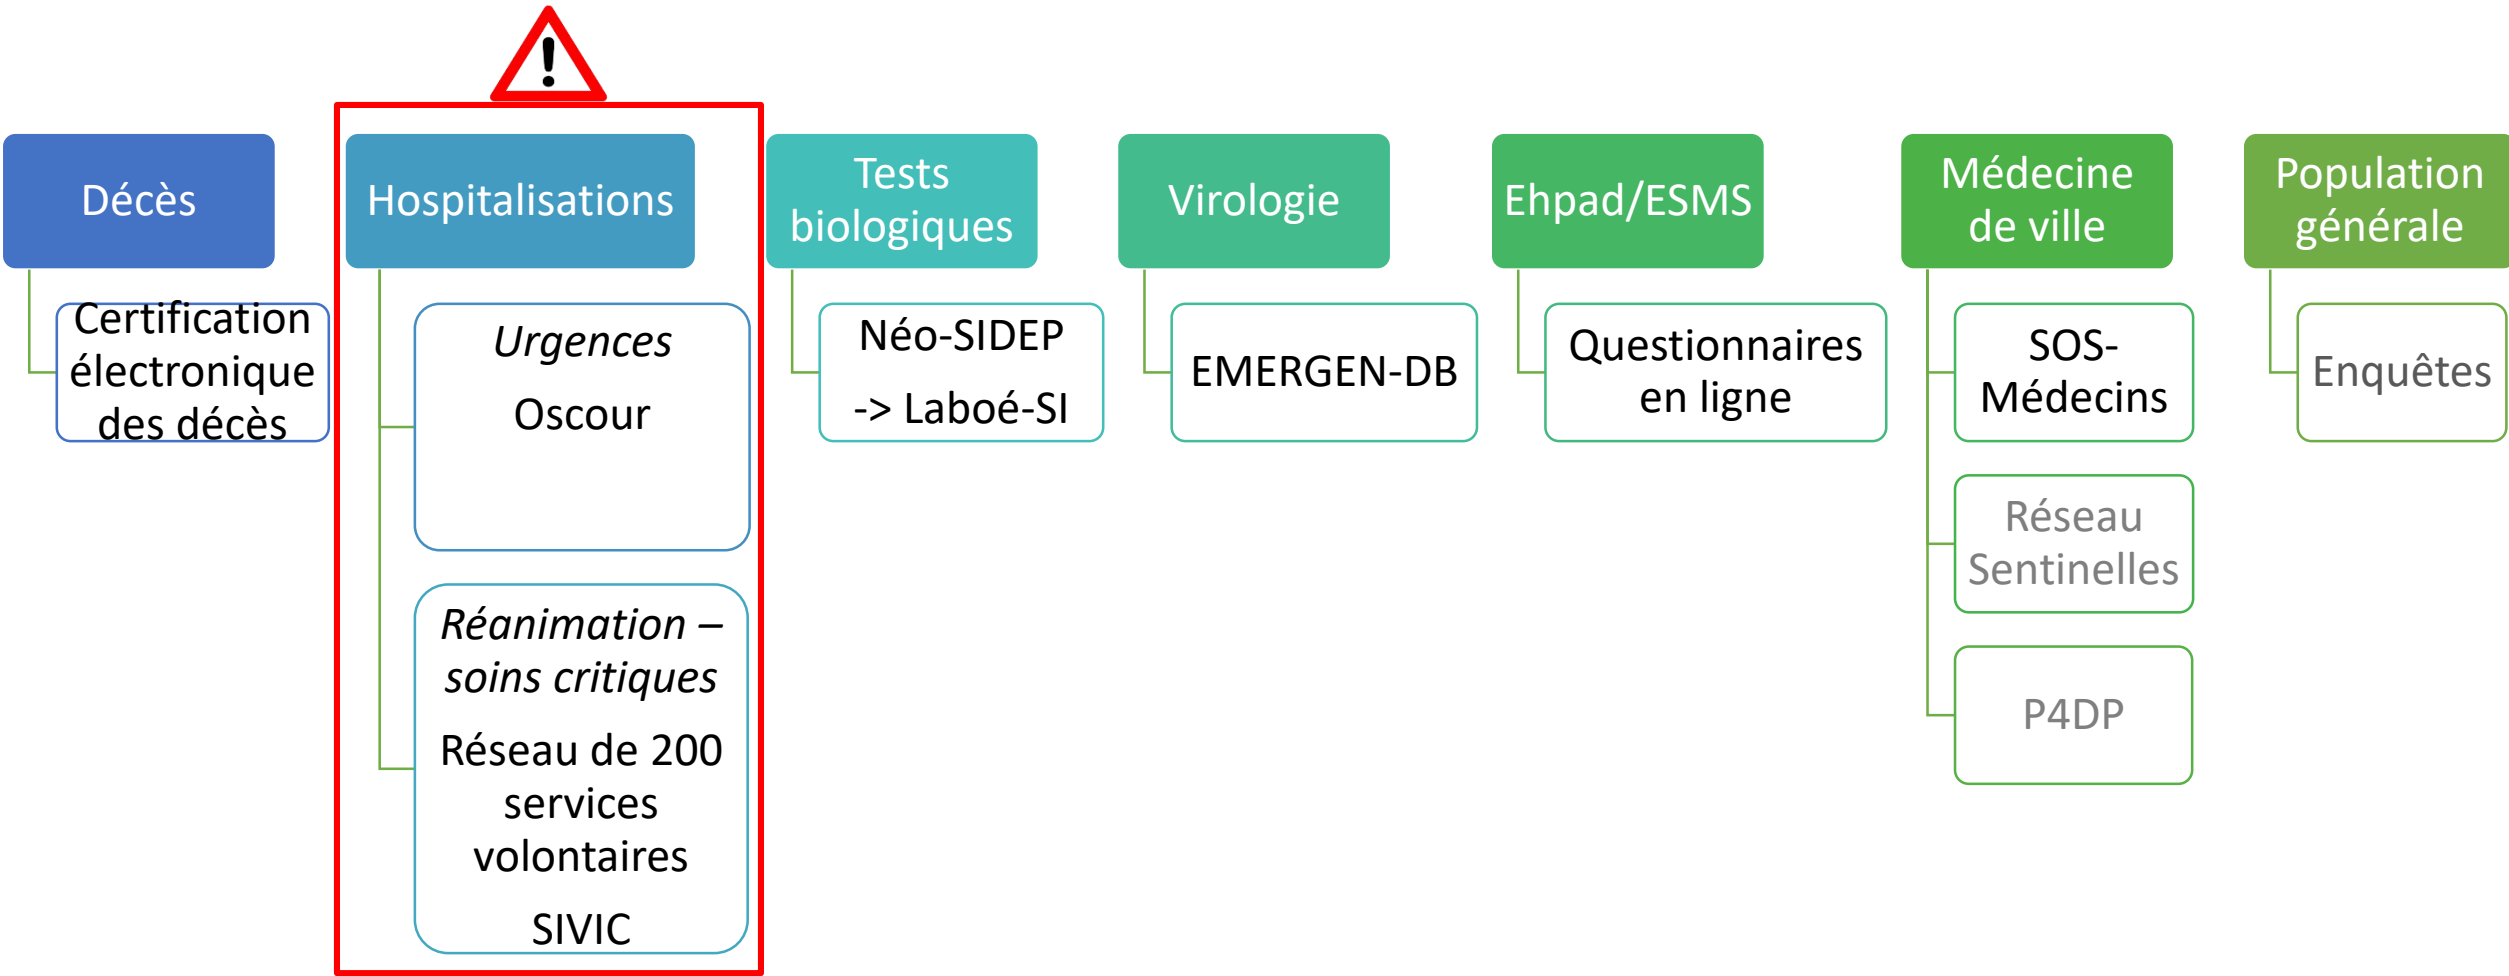 !
Décès
Certification
électronique
des décès
Hospitalisations
Urgences
Oscour
Réanimation –
soins critiques
Réseau de 200
services
volontaires
SIVIC
Tests
biologiques
Néo-SIDEP
-> Laboé-SI
Virologie
EMERGEN-DB
Ehpad/ESMS
Questionnaires
en ligne
Médecine
de ville
SOS-
Médecins
Réseau
Sentinelles
P4DP
Population
générale
Enquêtes